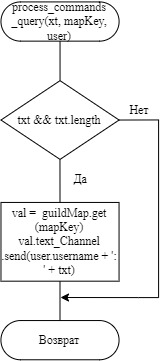 process_commands
_query(xt, mapKey,
user)
Нет
txt && txt.length
Да
val = guildMap.get
(mapKey)
val.text_Channel
.send(user.username + ':
' + txt)
Возврат